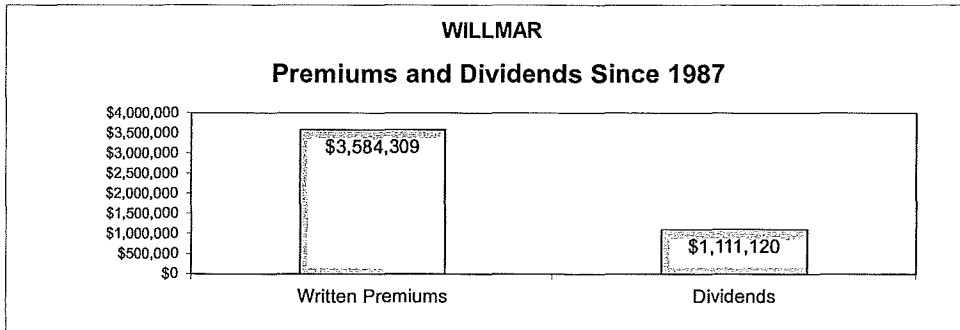 WILLMAR
Premiums and Dividends Since 1987
$4,000,000
$3,500,000
$3,000,000
$2,500,000
$2,000,000
$1,500,000
$1,000,000
$500,000
$0
$3,584,309
$1,111,120
Written Premiums
Dividends